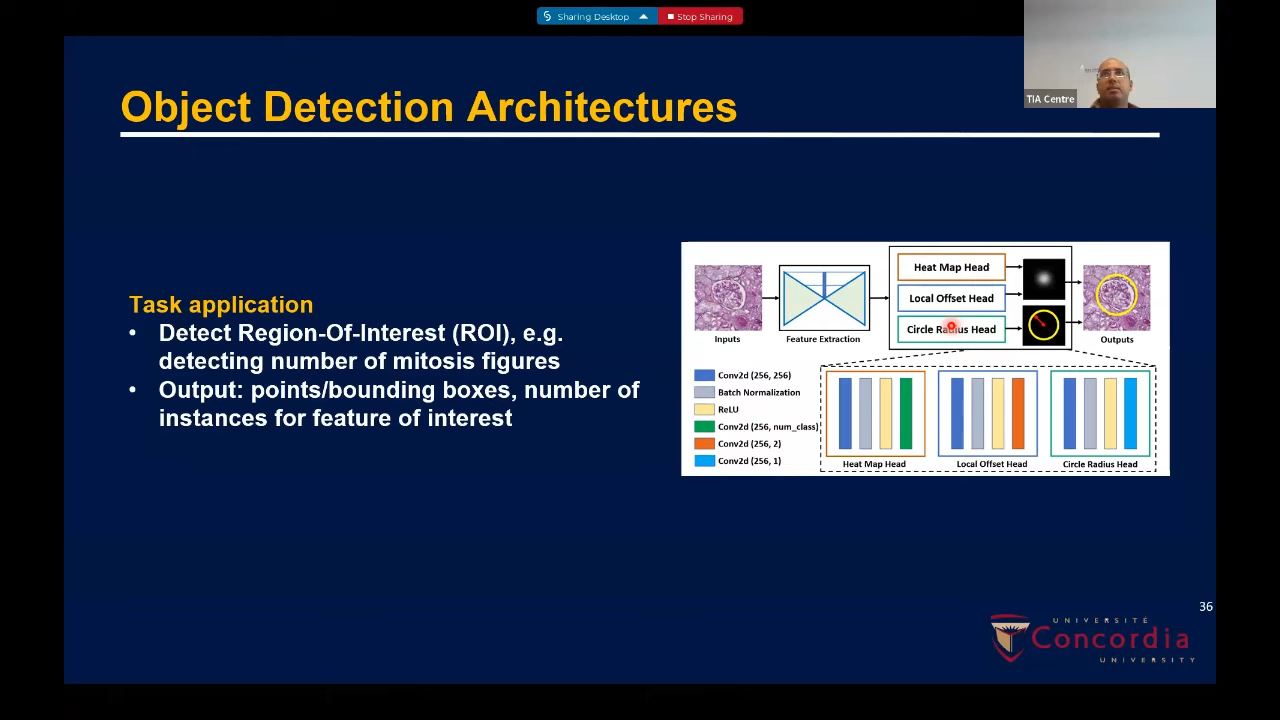 Sharing Desktop
Stop Sharing
TIA Centre
Object Detection Architectures
Task application
• Detect Region-Of-Interest (ROI), e.g.
detecting number of mitosis figures
• Output: points/bounding boxes, number of
instances for feature of interest
Inputs
Feature Extraction
Heat Map Head
Local Offset Head
Circle Radius Head
Outputs
Conv2d (256, 256)
Batch Normalization
ReLU
Conv2d (256, num_class)
Conv2d (256, 2)
Conv2d (256, 1)
Heat Map Head
Local Offset Head
Circle Radius Head
36
UNIVERSITÉ
Concordia
UNIVERSITY